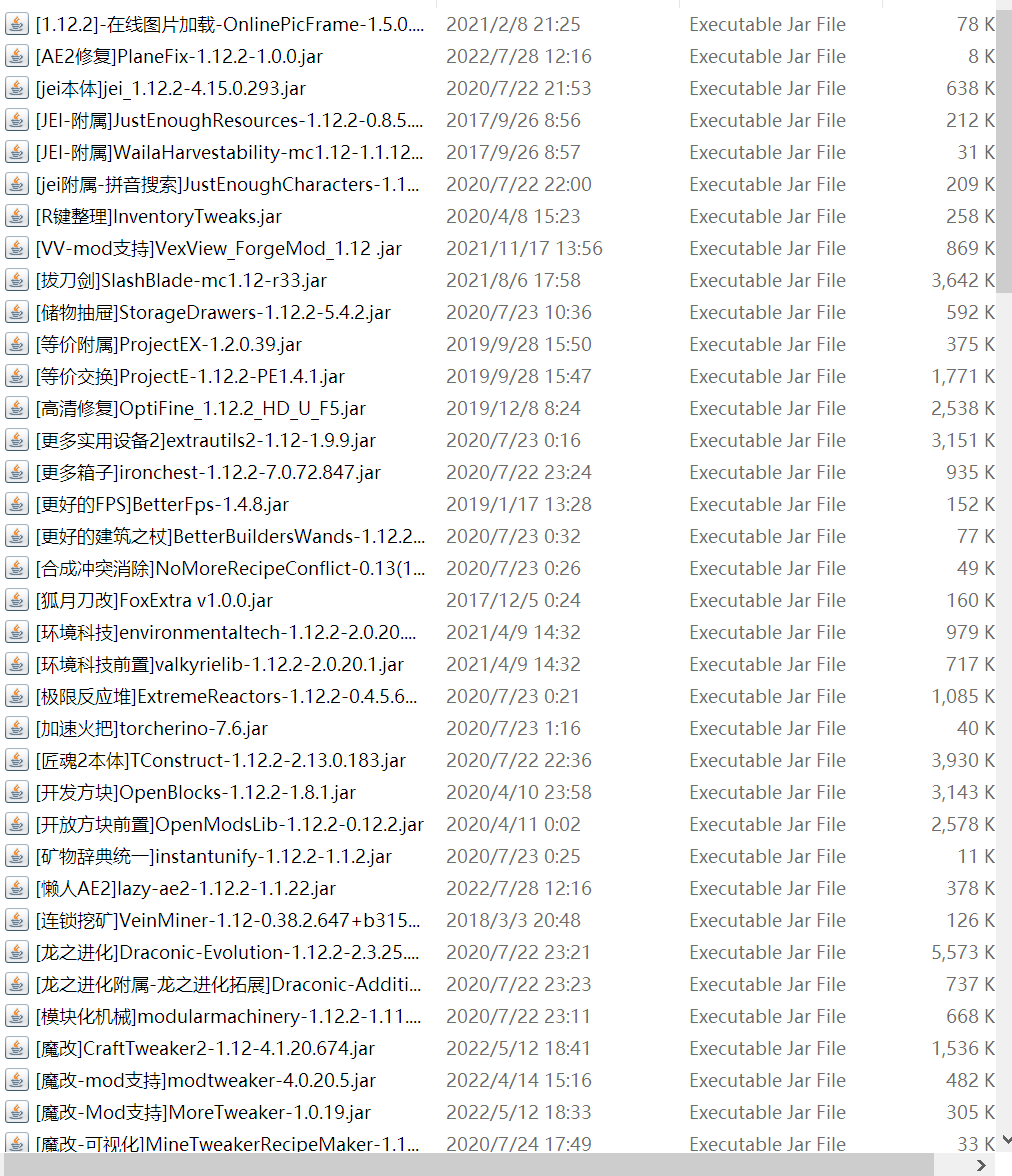 [1.12.2]-在线图片加载-OnlinePicFrame-1.5.0.... 2021/2/8 21:25 Executable Jar File 78 K
[AE2修复]PlaneFix-1.12.2-1.0.0.jar 2022/7/28 12:16 Executable Jar File 8 K
[jei本体]jei_1.12.2-4.15.0.293.jar 2020/7/22 21:53 Executable Jar File 638 K
[JEI-附属]JustEnoughResources-1.12.2-0.8.5.... 2017/9/26 8:56 Executable Jar File 212 K
[JEI-附属]WailaHarvestability-mc1.12-1.1.12... 2017/9/26 8:57 Executable Jar File 31 K
[jei附属-拼音搜索]JustEnoughCharacters-1.1... 2020/7/22 22:00 Executable Jar File 209 K
[R键整理]InventoryTweaks.jar 2020/4/8 15:23 Executable Jar File 258 K
[VV-mod支持]VexView_ForgeMod_1.12 .jar 2021/11/17 13:56 Executable Jar File 869 K
[拔刀剑]SlashBlade-mc1.12-r33.jar 2021/8/6 17:58 Executable Jar File 3,642 K
[储物抽屉]StorageDrawers-1.12.2-5.4.2.jar 2020/7/23 10:36 Executable Jar File 592 K
[等价附属]ProjectEX-1.2.0.39.jar 2019/9/28 15:50 Executable Jar File 375 K
[等价交换]ProjectE-1.12.2-PE1.4.1.jar 2019/9/28 15:47 Executable Jar File 1,771 K
[高清修复]OptiFine_1.12.2_HD_U_F5.jar 2019/12/8 8:24 Executable Jar File 2,538 K
[更多实用设备2]extrautils2-1.12-1.9.9.jar 2020/7/23 0:16 Executable Jar File 3,151 K
[更多箱子]ironchest-1.12.2-7.0.72.847.jar 2020/7/22 23:24 Executable Jar File 935 K
[更好的FPS]BetterFps-1.4.8.jar 2019/1/17 13:28 Executable Jar File 152 K
[更好的建筑之杖]BetterBuildersWands-1.12.2... 2020/7/23 0:32 Executable Jar File 77 K
[合成冲突消除]NoMoreRecipeConflict-0.13(1... 2020/7/23 0:26 Executable Jar File 49 K
[狐月刀改]FoxExtra v1.0.0.jar 2017/12/5 0:24 Executable Jar File 160 K
[环境科技]environmentaltech-1.12.2-2.0.20.... 2021/4/9 14:32 Executable Jar File 979 K
[环境科技前置]valkyrielib-1.12.2-2.0.20.1.jar 2021/4/9 14:32 Executable Jar File 717 K
[极限反应堆]ExtremeReactors-1.12.2-0.4.5.6... 2020/7/23 0:21 Executable Jar File 1,085 K
[加速火把]torcherino-7.6.jar 2020/7/23 1:16 Executable Jar File 40 K
[匠魂2本体]TConstruct-1.12.2-2.13.0.183.jar 2020/7/22 22:36 Executable Jar File 3,930 K
[开发方块]OpenBlocks-1.12.2-1.8.1.jar 2020/4/10 23:58 Executable Jar File 3,143 K
[开放方块前置]OpenModsLib-1.12.2-0.12.2.jar 2020/4/11 0:02 Executable Jar File 2,578 K
[矿物辞典统一]instantunify-1.12.2-1.1.2.jar 2020/7/23 0:25 Executable Jar File 11 K
[懒人AE2]lazy-ae2-1.12.2-1.1.22.jar 2022/7/28 12:16 Executable Jar File 378 K
[连锁挖矿]VeinMiner-1.12-0.38.2.647+b315... 2018/3/3 20:48 Executable Jar File 126 K
[龙之进化]Draconic-Evolution-1.12.2-2.3.25.... 2020/7/22 23:21 Executable Jar File 5,573 K
[龙之进化附属-龙之进化拓展]Draconic-Additi... 2020/7/22 23:23 Executable Jar File 737 K
[模块化机械]modularmachinery-1.12.2-1.11.... 2020/7/22 23:11 Executable Jar File 668 K
[魔改]CraftTweaker2-1.12-4.1.20.674.jar 2022/5/12 18:41 Executable Jar File 1,536 K
[魔改-mod支持]modtweaker-4.0.20.5.jar 2022/4/14 15:16 Executable Jar File 482 K
[魔改-Mod支持]MoreTweaker-1.0.19.jar 2022/5/12 18:33 Executable Jar File 305 K
[魔改-可视化]MineTweakerRecipeMaker-1.1... 2020/7/24 17:49 Executable Jar File 33 K